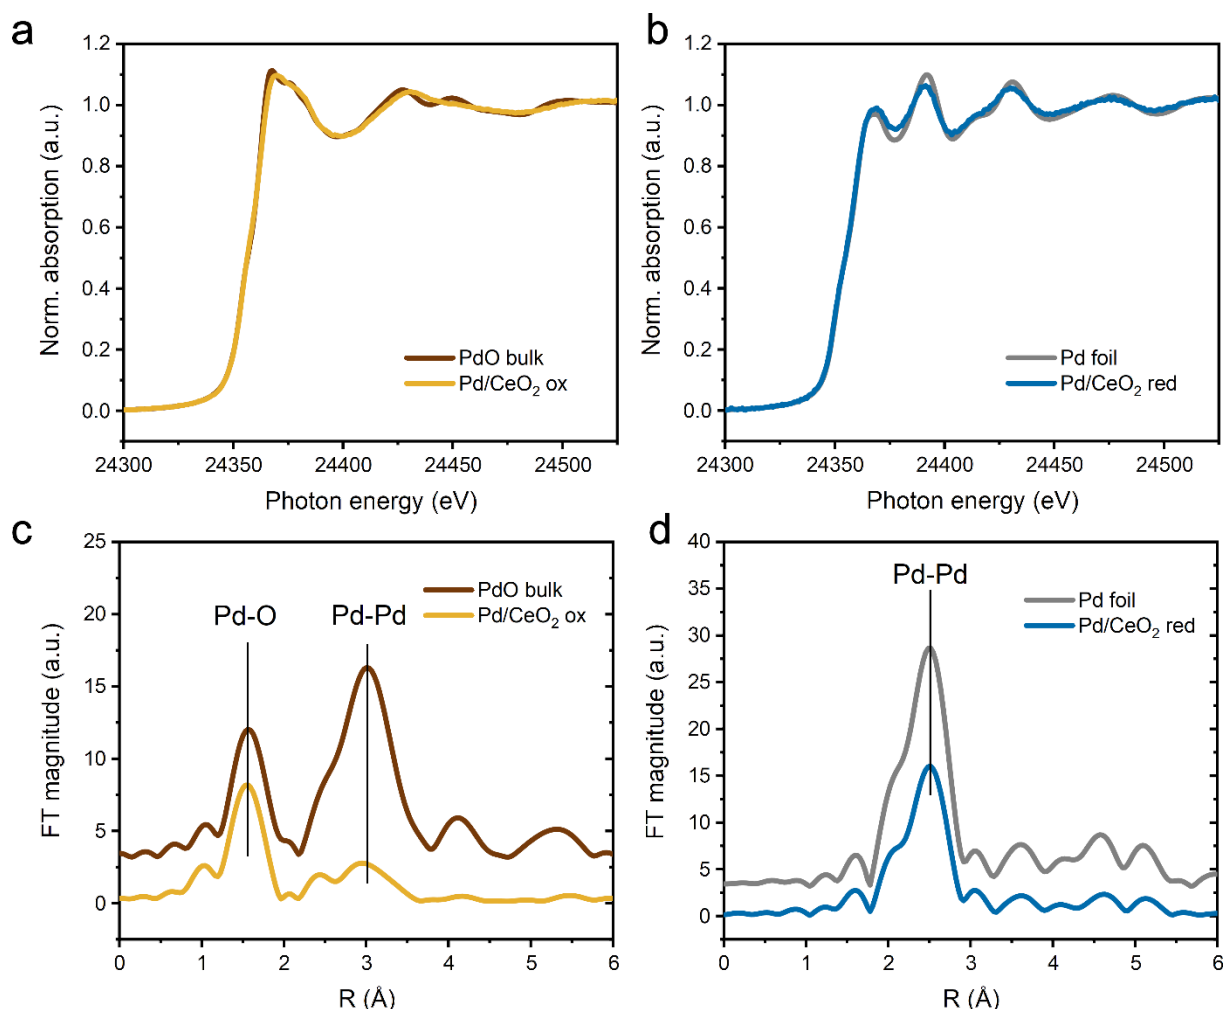 a
1.2
1.0
0.8
0.6
0.4
0.2
0.0
Norm. absorption (a.u.)
PdO bulk
Pd/CeO₂ ox
24300 24350 24400 24450 24500
Photon energy (eV)
b
1.2
1.0
0.8
0.6
0.4
0.2
0.0
Norm. absorption (a.u.)
Pd foil
Pd/CeO₂ red
24300 24350 24400 24450 24500
Photon energy (eV)
c
25
20
15
10
5
0
FT magnitude (a.u.)
PdO bulk
Pd/CeO₂ ox
Pd-O Pd-Pd
0 1 2 3 4 5 6
R (Å)
d
40
35
30
25
20
15
10
5
0
FT magnitude (a.u.)
Pd-Pd
Pd foil
Pd/CeO₂ red
0 1 2 3 4 5 6
R (Å)